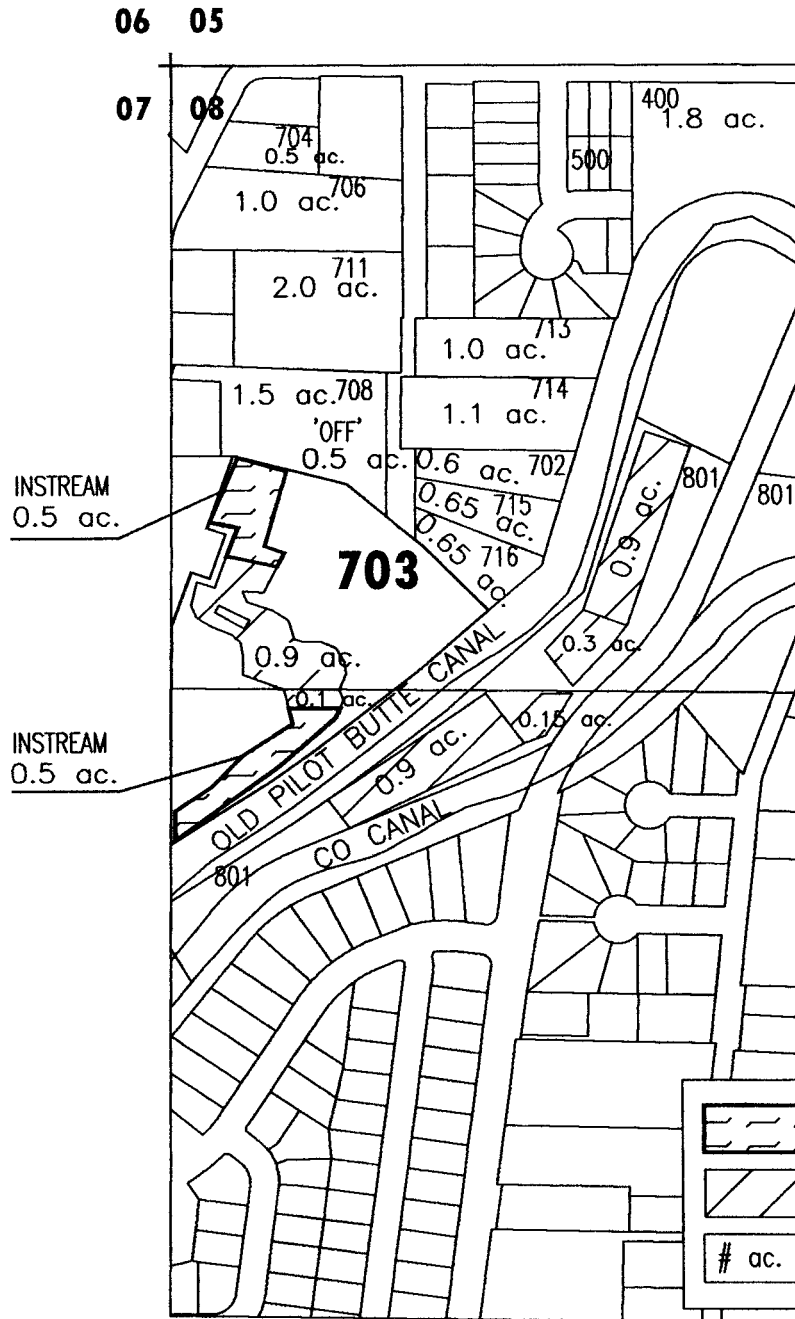 06 05
07 08
400
1.8 ac.
704
0.5 ac.
500
706
1.0 ac.
711
2.0 ac.
713
1.0 ac.
1.5 ac. 708
714
1.1 ac.
'OFF'
0.5 ac.
0.6 ac. 702
INSTREAM
0.5 ac.
0.65 ac. 715
0.65 ac. 716
801
801
0.9 ac.
703
0.3 ac.
0.9 ac.
0.1 ac.
OLD PILOT BUTTE CANAL
0.15 ac.
INSTREAM
0.5 ac.
0.9 ac.
CO CANAL
801
# ac.